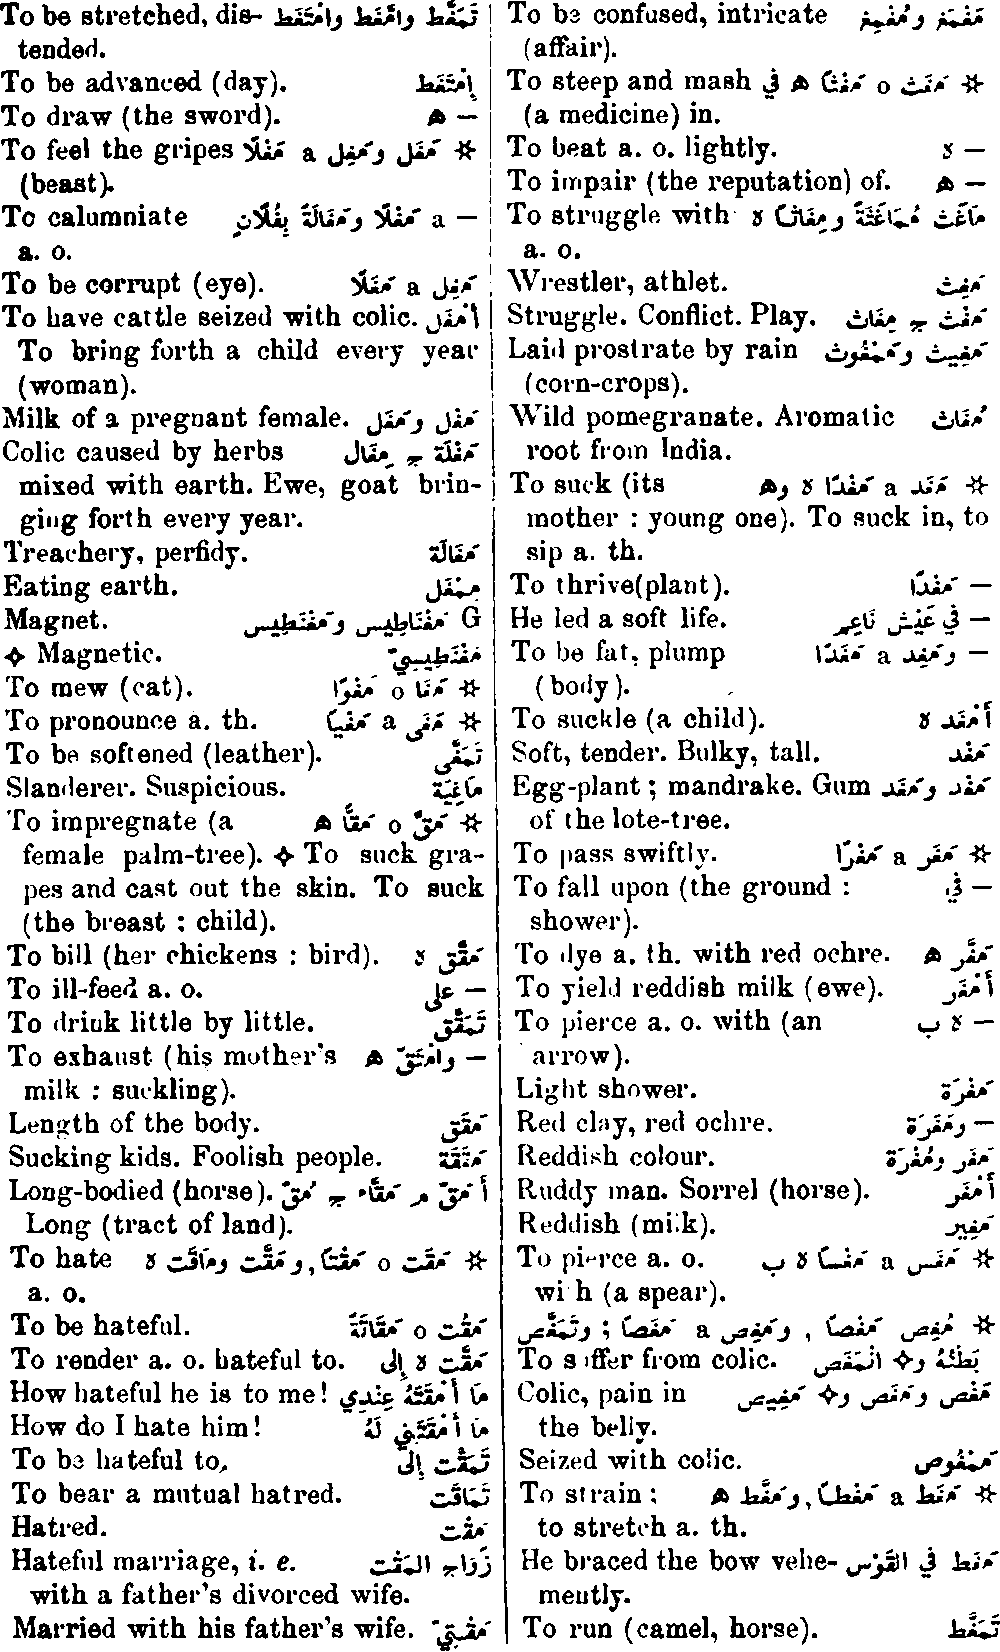 To be confused, intricate مَغْمَغَ وتَمَغْمَغَ
(affair).
To steep and mash ☆ مَغَث o مَغْثًا ه في
(a medicine) in.
To beat a. o. lightly. — ه
To impair (the reputation) of. — ه
To struggle with مَاغَث مُمَاغَثَةً ومِغَاثًا ه
a. o.
Wrestler, athlet. مَغِث
Struggle. Conflict. Play. مَغْث ج مِغَاث
Laid prostrate by rain مَغِيث ومَمْغُوث
(corn-crops).
Wild pomegranate. Aromatic مُغَاث
root from India.
To suck (its ☆ مَغَد a مَغْدًا ه وه
mother : young one). To suck in, to
sip a. th.
To thrive (plant). — مَغْدًا
He led a soft life. — في عَيْش نَاعِم
To be fat, plump — ومَغِد a مَغَدًا
(body).
To suckle (a child). أَمْغَد ه
Soft, tender. Bulky, tall. مَغْد
Egg-plant ; mandrake. Gum مَغْد ومَغَد
of the lote-tree.
To pass swiftly. ☆ مَغَر a مَغْرًا
To fall upon (the ground : — في
shower).
To dye a. th. with red ochre. مَغَّر ه
To yield reddish milk (ewe). أَمْغَر
To pierce a. o. with (an — ه ب
arrow).
Light shower. مَغْرَة
Red clay, red ochre. — ومَغَرَة
Reddish colour. مَغَر ومُغْرَة
Ruddy man. Sorrel (horse). أَمْغَر
Reddish (milk). مَغِير
To pierce a. o. ☆ مَغَس a مَغْسًا ه ب
with (a spear).
☆ مُغِص مَغْصًا , ومَغِص a مَغَصًا ; وتَمَغَّص
To suffer from colic. بَطْنُهُ و✧ انْمَغَص
Colic, pain in مَغْص ومَغَص و✧ مَغِيص
the belly.
Seized with colic. مَمْغُوص
To strain ; ☆ مَغَط a مَغْطًا, ومَغَّط ه
to stretch a. th.
He braced the bow vehe- مَغَط في القَوْس
mently.
To run (camel, horse). تَمَغَّط
To be stretched, dis- تَمَغَّط وامَّغَط وامْتَغَط
tended.
To be advanced (day). إِمْتَغَط
To draw (the sword). — ه
To feel the gripes ☆ مَغَل ومَغِل a مَغْلًا
(beast).
To calumniate — a مَغْلًا ومَغَالَةً بِفُلَانٍ
a. o.
To be corrupt (eye). مَغِل a مَغَلًا
To have cattle seized with colic. أَمْغَل
To bring forth a child every year
(woman).
Milk of a pregnant female. مَغْل ومَغَل
Colic caused by herbs مَغْلَة ج مِغَال
mixed with earth. Ewe, goat brin-
ging forth every year.
Treachery, perfidy. مَغَالَة
Eating earth. مِمْغَل
Magnet. G مَغْنَاطِيس ومَغْنَطِيس
✧ Magnetic. مَغْنَطِيسِيّ
To mew (cat). ☆ مَغَا o مَغْوًا
To pronounce a. th. ☆ مَغَى a مَغْيًا
To be softened (leather). تَمَغَّى
Slanderer. Suspicious. مَاغِيَة
To impregnate (a ☆ مَقَّ o مَقًّا ه
female palm-tree). ✧ To suck gra-
pes and cast out the skin. To suck
(the breast : child).
To bill (her chickens : bird). مَقَّق ه
To ill-feed a. o. — على
To drink little by little. تَمَقَّق
To exhaust (his mother's — وامْتَقَّ ه
milk : suckling).
Length of the body. مَقَق
Sucking kids. Foolish people. مَقَقَة
Long-bodied (horse). أَمَقّ م مَقَّاء ج مُقّ
Long (tract of land).
To hate ☆ مَقَت o مَقْتًا, ومَقَّت ومَاقَت ه
a. o.
To be hateful. مَقُت o مَقَاتَةً
To render a. o. hateful to. مَقَّت ه إِلى
How hateful he is to me! مَا أَمْقَتَهُ عِنْدِي
How do I hate him! مَا أَمْقَتَنِي لَهُ
To be hateful to. تَمَقَّت إِلى
To bear a mutual hatred. تَمَاقَت
Hatred. مَقْت
Hateful marriage, i. e. زَوَاج المَقْت
with a father's divorced wife.
Married with his father's wife. مَقْتِيّ